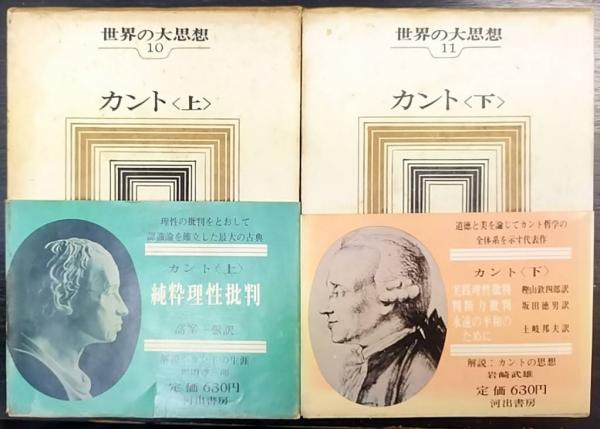 世界の大思想
10
カント〈上〉
理性の批判をとおして
認識論を確立した最大の古典
カント〈上〉
純粋理性批判
高峯一愚訳
解説:カントの生涯
定価630円
河出書房
世界の大思想
11
カント〈下〉
道徳と美を論じてカント哲学の
全体系を示す代表作
カント〈下〉
実践理性批判 樫山欽四郎訳
判断力批判 坂田徳男訳
永遠の平和の
ために 土岐邦夫訳
解説:カントの思想
岩崎武雄
定価630円
河出書房